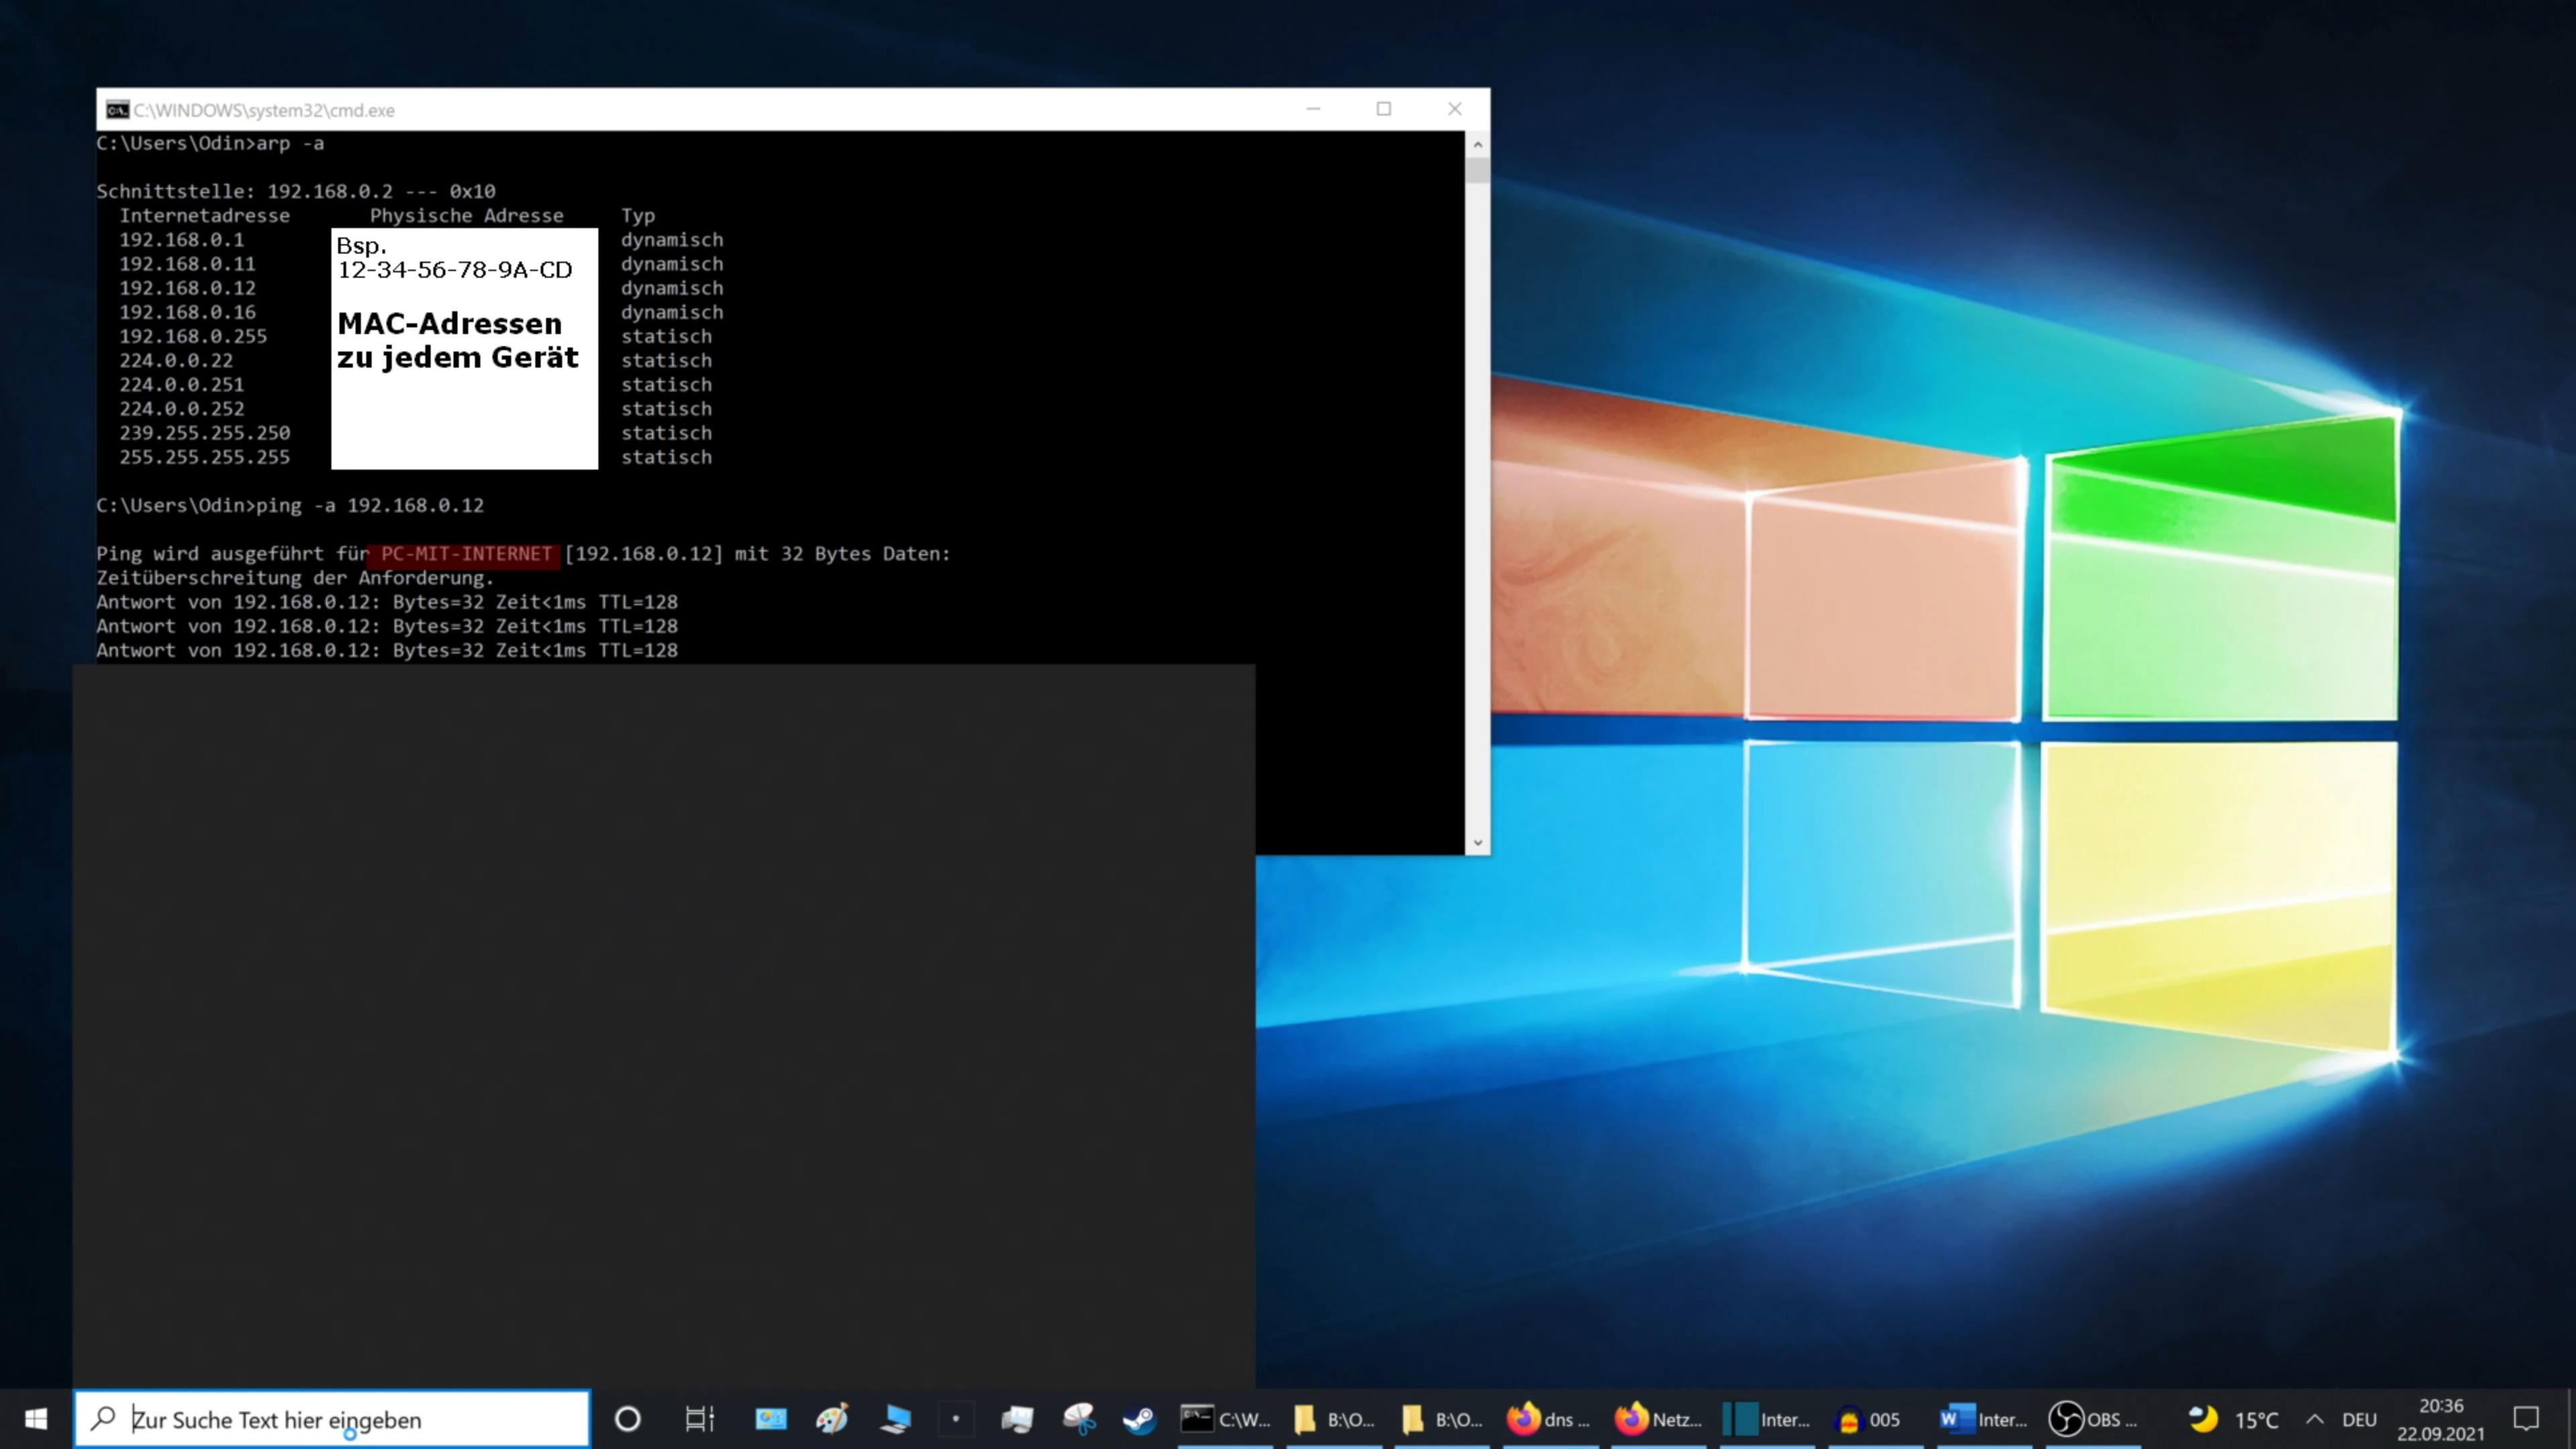 C:\WINDOWS\system32\cmd.exe
C:\Users\Odin>arp -a
Schnittstelle: 192.168.0.2 --- 0x10
Internetadresse Physische Adresse Typ
192.168.0.1 dynamisch
192.168.0.11 dynamisch
192.168.0.12 dynamisch
192.168.0.16 dynamisch
192.168.0.255 statisch
224.0.0.22 statisch
224.0.0.251 statisch
224.0.0.252 statisch
239.255.255.250 statisch
255.255.255.255 statisch
Bsp.
12-34-56-78-9A-CD
MAC-Adressen
zu jedem Gerät
C:\Users\Odin>ping -a 192.168.0.12
Ping wird ausgeführt für PC-MIT-INTERNET [192.168.0.12] mit 32 Bytes Daten:
Zeitüberschreitung der Anforderung.
Antwort von 192.168.0.12: Bytes=32 Zeit<1ms TTL=128
Antwort von 192.168.0.12: Bytes=32 Zeit<1ms TTL=128
Antwort von 192.168.0.12: Bytes=32 Zeit<1ms TTL=128
Zur Suche Text hier eingeben
C:\W... B:\O... B:\O... dns ... Netz... Inter... 005 Inter... OBS ... 15°C DEU
20:36
22.09.2021